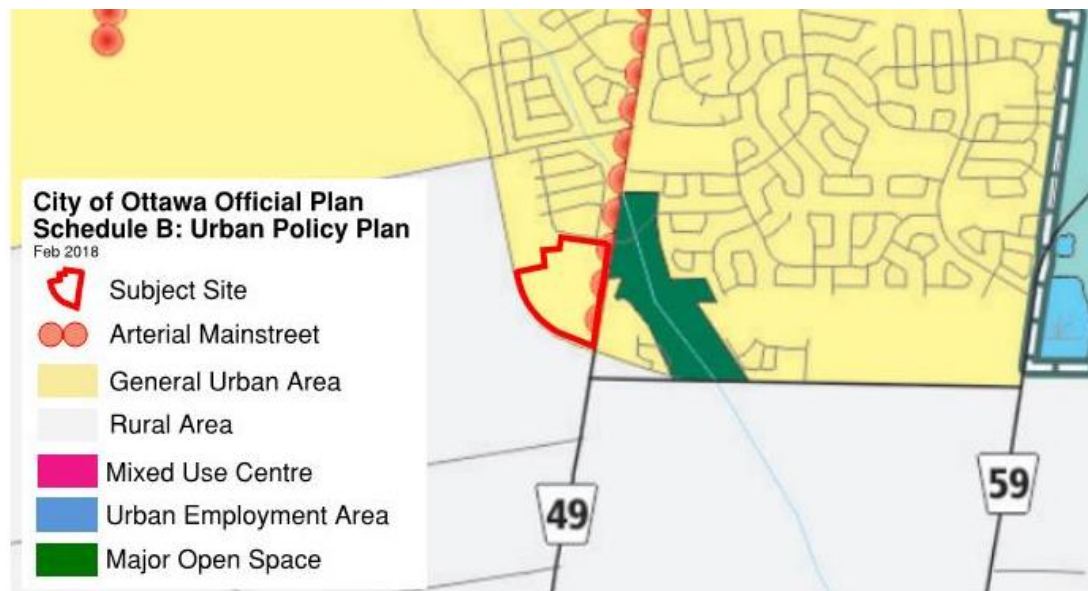 City of Ottawa Official Plan
Schedule B: Urban Policy Plan
Feb 2018
Subject Site
Arterial Mainstreet
General Urban Area
Rural Area
Mixed Use Centre
Urban Employment Area
Major Open Space
49
59